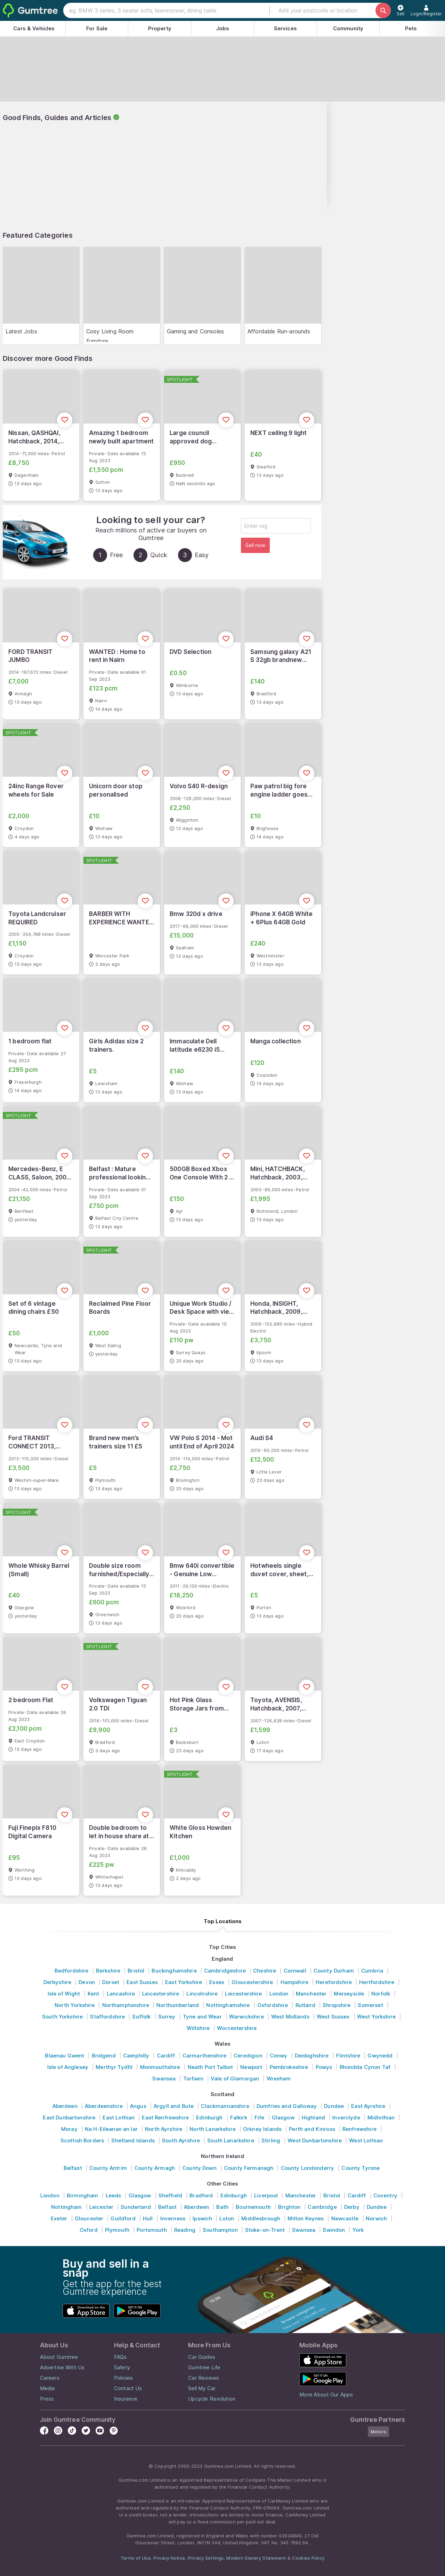 Gumtree
eg. BMW 3 series, 3 seater sofa, lawnmower, dining table
Add your postcode or location
Sell
Login/Register
Cars & Vehicles
For Sale
Property
Jobs
Services
Community
Pets
Good Finds, Guides and Articles
Featured Categories
Latest Jobs
Cosy Living Room
Furniture
Gaming and Consoles
Affordable Run-arounds
Discover more Good Finds
Nissan, QASHQAI,
Hatchback, 2014,...
2014・71,000 miles・Petrol
£8,750
Dagenham
13 days ago
Amazing 1 bedroom
newly built apartment
Private・Date available 15
Aug 2023
£1,550 pcm
Sutton
13 days ago
SPOTLIGHT
Large council
approved dog...
£950
Bucknell
NaN seconds ago
NEXT ceiling 9 light
£40
Sleaford
13 days ago
Looking to sell your car?
Reach millions of active car buyers on
Gumtree
1 Free
2 Quick
3 Easy
Enter reg
Sell now
FORD TRANSIT
JUMBO
2014・187,672 miles・Diesel
£7,000
Armagh
13 days ago
WANTED : Home to
rent in Nairn
Private・Date available 01
Sep 2023
£123 pcm
Nairn
14 days ago
DVD Selection
£0.50
Wimborne
13 days ago
Samsung galaxy A21
S 32gb brandnew...
£140
Bradford
13 days ago
SPOTLIGHT
24inc Range Rover
wheels for Sale
£2,000
Croydon
4 days ago
Unicorn door stop
personalised
£10
Wishaw
13 days ago
Volvo S40 R-design
2008・126,000 miles・Diesel
£2,250
Wigginton
13 days ago
Paw patrol big fore
engine ladder goes...
£10
Brighouse
14 days ago
Toyota Landcruiser
REQUIRED
2005・254,788 miles・Diesel
£1,150
Croydon
13 days ago
SPOTLIGHT
BARBER WITH
EXPERIENCE WANTE...
Worcester Park
2 days ago
Bmw 320d x drive
2017・66,000 miles・Diesel
£15,000
Seaham
13 days ago
iPhone X 64GB White
+ 6Plus 64GB Gold
£240
Westminster
13 days ago
1 bedroom flat
Private・Date available 27
Aug 2023
£295 pcm
Fraserburgh
14 days ago
Girls Adidas size 2
trainers.
£5
Lewisham
13 days ago
Immaculate Dell
latitude e6230 i5...
£140
Wishaw
13 days ago
Manga collection
£120
Coulsdon
14 days ago
SPOTLIGHT
Mercedes-Benz, E
CLASS, Saloon, 200...
2004・42,000 miles・Petrol
£21,150
Benfleet
yesterday
Belfast : Mature
professional lookin...
Private・Date available 01
Sep 2023
£750 pcm
Belfast City Centre
13 days ago
500GB Boxed Xbox
One Console With 2 ...
£150
Ayr
13 days ago
Mini, HATCHBACK,
Hatchback, 2003,...
2003・80,000 miles・Petrol
£1,995
Richmond, London
13 days ago
Set of 6 vintage
dining chairs £50
£50
Newcastle, Tyne and
Wear
13 days ago
SPOTLIGHT
Reclaimed Pine Floor
Boards
£1,000
West Ealing
yesterday
Unique Work Studio /
Desk Space with vie...
Private・Date available 15
Aug 2023
£110 pw
Surrey Quays
25 days ago
Honda, INSIGHT,
Hatchback, 2009,...
2009・152,685 miles・Hybrid
Electric
£3,750
Epsom
13 days ago
Ford TRANSIT
CONNECT 2013,...
2013・115,000 miles・Diesel
£3,500
Weston-super-Mare
13 days ago
Brand new men's
trainers size 11 £5
£5
Plymouth
13 days ago
VW Polo S 2014 - Mot
until End of April 2024
2014・114,000 miles・Petrol
£2,750
Brislington
25 days ago
Audi S4
2010・60,000 miles・Petrol
£12,500
Little Lever
23 days ago
SPOTLIGHT
Whole Whisky Barrel
(Small)
£40
Glasgow
yesterday
Double size room
furnished/Especially...
Private・Date available 15
Sep 2023
£600 pcm
Greenwich
13 days ago
Bmw 640i convertible
- Genuine Low...
2011・29,100 miles・Electric
£18,250
Wickford
20 days ago
Hotwheels single
duvet cover, sheet,...
£5
Purton
13 days ago
2 bedroom Flat
Private・Date available 26
Aug 2023
£2,100 pcm
East Croydon
13 days ago
SPOTLIGHT
Volkswagen Tiguan
2.0 TDi
2016・101,000 miles・Diesel
£9,900
Bradford
3 days ago
Hot Pink Glass
Storage Jars from...
£3
Bucksburn
23 days ago
Toyota, AVENSIS,
Hatchback, 2007,...
2007・126,636 miles・Diesel
£1,599
Luton
17 days ago
Fuji Finepix F810
Digital Camera
£95
Worthing
13 days ago
Double bedroom to
let in house share at...
Private・Date available 26
Aug 2023
£225 pw
Whitechapel
13 days ago
SPOTLIGHT
White Gloss Howden
Kitchen
£1,000
Kirkcaldy
2 days ago
Top Locations
Top Cities
England
Bedfordshire | Berkshire | Bristol | Buckinghamshire | Cambridgeshire | Cheshire | Cornwall | County Durham | Cumbria |
Derbyshire | Devon | Dorset | East Sussex | East Yorkshire | Essex | Gloucestershire | Hampshire | Herefordshire | Hertfordshire |
Isle of Wight | Kent | Lancashire | Leicestershire | Lincolnshire | Leicestershire | London | Manchester | Merseyside | Norfolk |
North Yorkshire | Northamptonshire | Northumberland | Nottinghamshire | Oxfordshire | Rutland | Shropshire | Somerset |
South Yorkshire | Staffordshire | Suffolk | Surrey | Tyne and Wear | Warwickshire | West Midlands | West Sussex | West Yorkshire |
Wiltshire | Worcestershire
Wales
Blaenau Gwent | Bridgend | Caerphilly | Cardiff | Carmarthenshire | Ceredigion | Conwy | Denbighshire | Flintshire | Gwynedd |
Isle of Anglesey | Merthyr Tydfil | Monmouthshire | Neath Port Talbot | Newport | Pembrokeshire | Powys | Rhondda Cynon Taf |
Swansea | Torfaen | Vale of Glamorgan | Wrexham
Scotland
Aberdeen | Aberdeenshire | Angus | Argyll and Bute | Clackmannanshire | Dumfries and Galloway | Dundee | East Ayrshire |
East Dunbartonshire | East Lothian | East Renfrewshire | Edinburgh | Falkirk | Fife | Glasgow | Highland | Inverclyde | Midlothian |
Moray | Na H-Eileanan an Iar | North Ayrshire | North Lanarkshire | Orkney Islands | Perth and Kinross | Renfrewshire |
Scottish Borders | Shetland Islands | South Ayrshire | South Lanarkshire | Stirling | West Dunbartonshire | West Lothian
Northern Ireland
Belfast | County Antrim | County Armagh | County Down | County Fermanagh | County Londonderry | County Tyrone
Other Cities
London | Birmingham | Leeds | Glasgow | Sheffield | Bradford | Edinburgh | Liverpool | Manchester | Bristol | Cardiff | Coventry |
Nottingham | Leicester | Sunderland | Belfast | Aberdeen | Bath | Bournemouth | Brighton | Cambridge | Derby | Dundee |
Exeter | Gloucester | Guildford | Hull | Inverness | Ipswich | Luton | Middlesbrough | Milton Keynes | Newcastle | Norwich |
Oxford | Plymouth | Portsmouth | Reading | Southampton | Stoke-on-Trent | Swansea | Swindon | York
Buy and sell in a
snap
Get the app for the best
Gumtree experience
Download on the
App Store
GET IT ON
Google Play
About Us
About Gumtree
Advertise With Us
Careers
Media
Press
Help & Contact
FAQs
Safety
Policies
Contact Us
Insurance
More From Us
Car Guides
Gumtree Life
Car Reviews
Sell My Car
Upcycle Revolution
Mobile Apps
Download on the
App Store
GET IT ON
Google Play
More About Our Apps
Join Gumtree Community
Gumtree Partners
Motors
© Copyright 2000-2023 Gumtree.com Limited. All rights reserved.
Gumtree.com Limited is an Appointed Representative of Compare The Market Limited who is
authorised and regulated by the Financial Conduct Authority.
Gumtree.com Limited is an Introducer Appointed Representative of CarMoney Limited who are
authorised and regulated by the Financial Conduct Authority, FRN 674094. Gumtree.com Limited
is a credit broker, not a lender. Introductions are limited to motor finance. CarMoney Limited
will pay us a fixed commission per paid out deal.
Gumtree.com Limited, registered in England and Wales with number 03934849, 27 Old
Gloucester Street, London, WC1N 3AX, United Kingdom. VAT No. 345 7692 64.
Terms of Use, Privacy Notice, Privacy Settings, Modern Slavery Statement & Cookies Policy